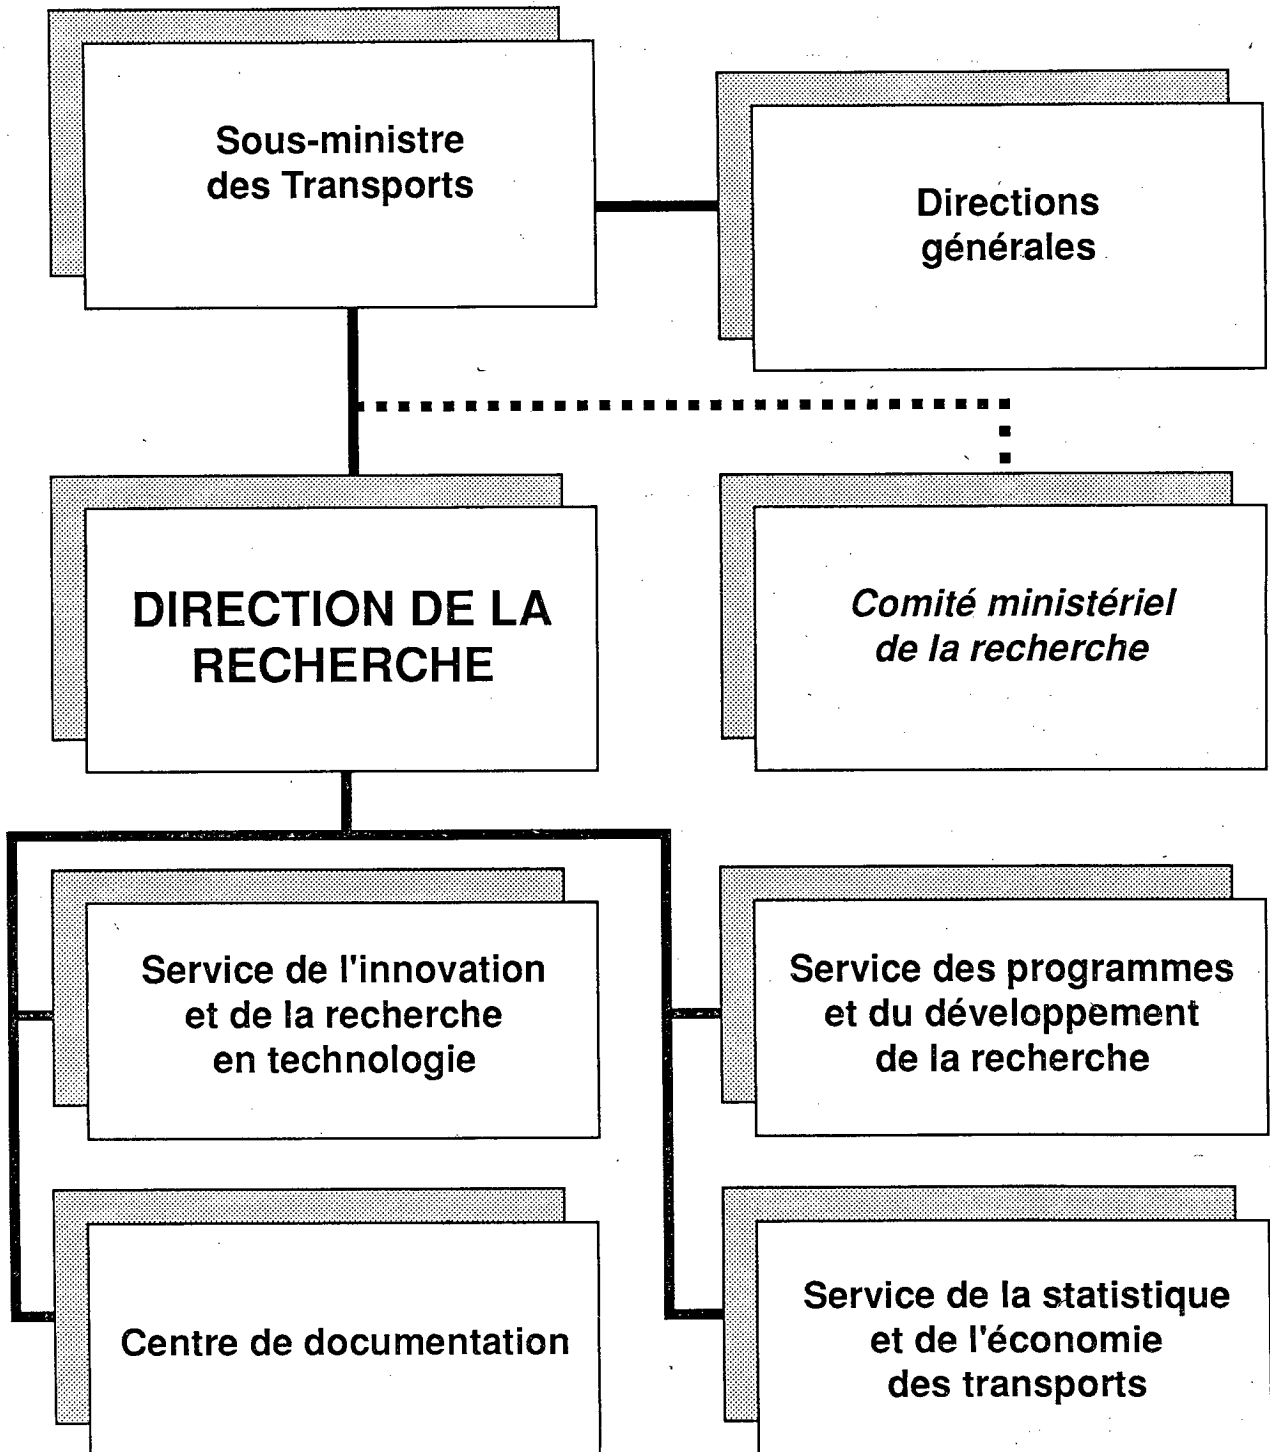 Sous-ministre
des Transports
Directions
générales
DIRECTION DE LA
RECHERCHE
Comité ministériel
de la recherche
Service de l'innovation
et de la recherche
en technologie
Service des programmes
et du développement
de la recherche
Centre de documentation
Service de la statistique
et de l'économie
des transports